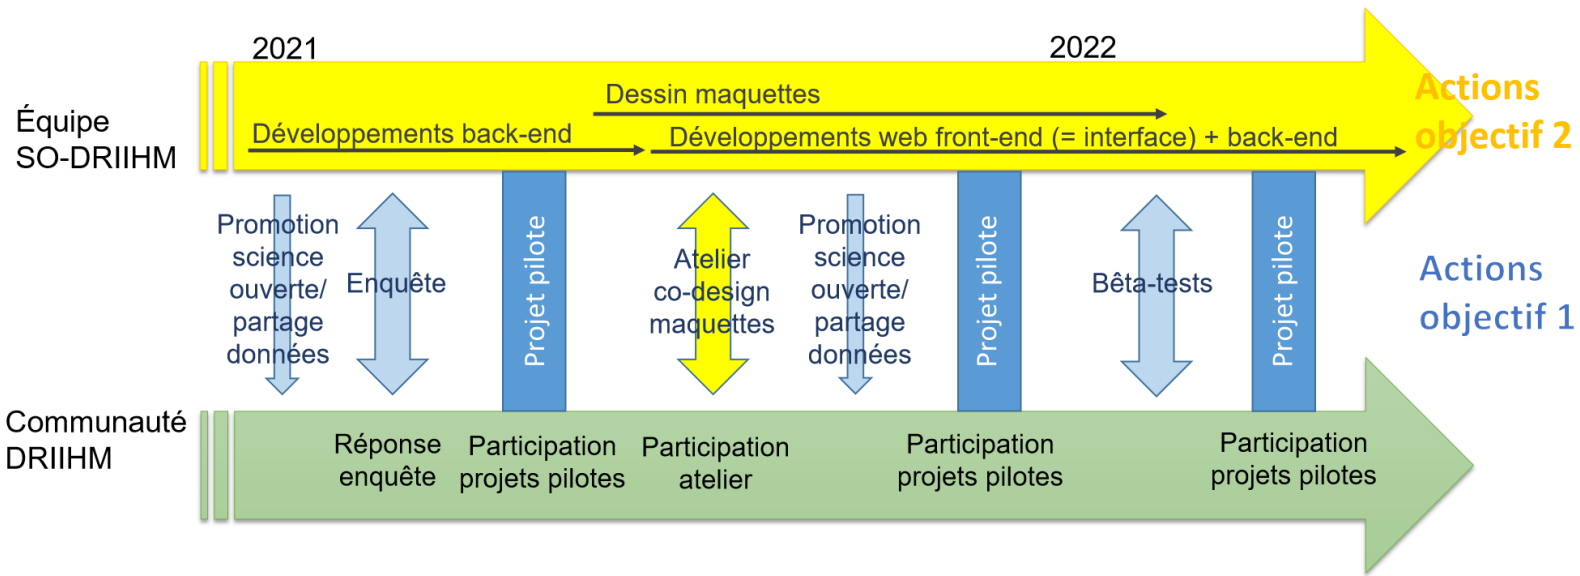 2021
2022
Équipe
SO-DRIIHM
Dessin maquettes
Développements back-end
Développements web front-end (= interface) + back-end
Actions
objectif 2
Promotion
science
ouverte/
partage
données
Enquête
Projet pilote
Atelier
co-design
maquettes
Promotion
science
ouverte/
partage
données
Projet pilote
Bêta-tests
Projet pilote
Actions
objectif 1
Communauté
DRIIHM
Réponse
enquête
Participation
projets pilotes
Participation
atelier
Participation
projets pilotes
Participation
projets pilotes